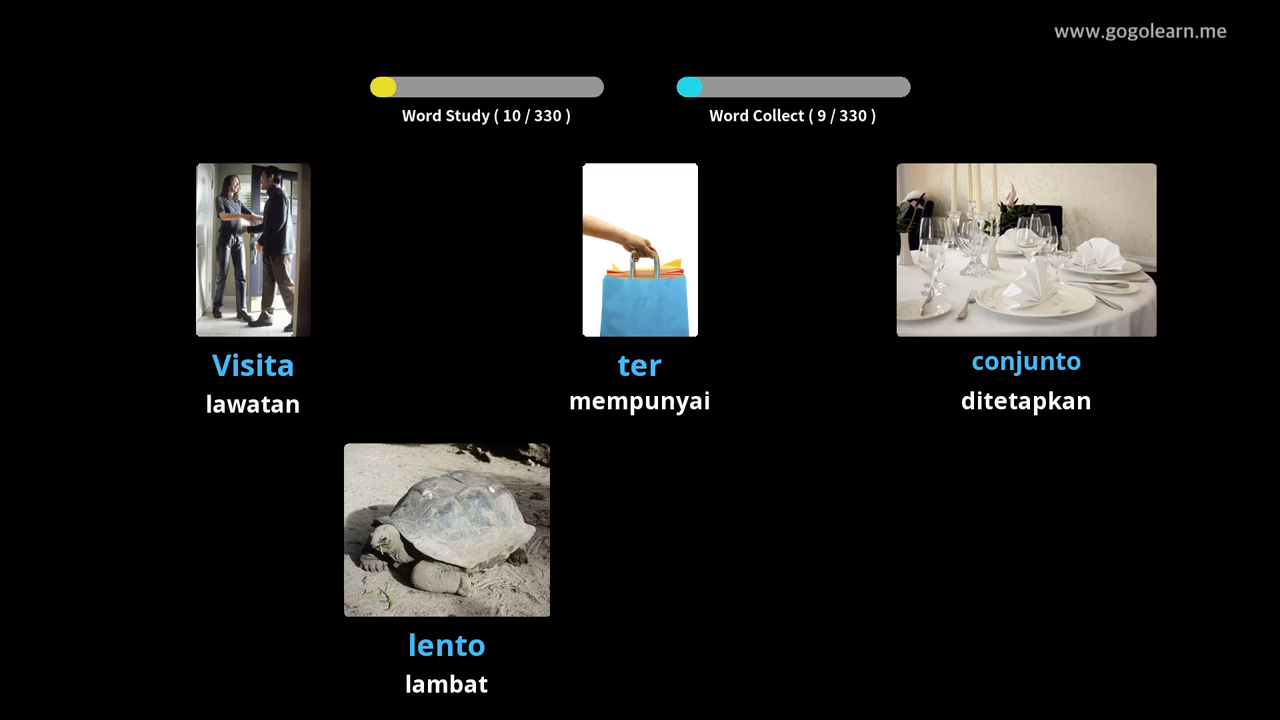 www.gogolearn.me
Word Study ( 10 / 330 )
Word Collect ( 9 / 330 )
Visita
lawatan
ter
mempunyai
conjunto
ditetapkan
lento
lambat